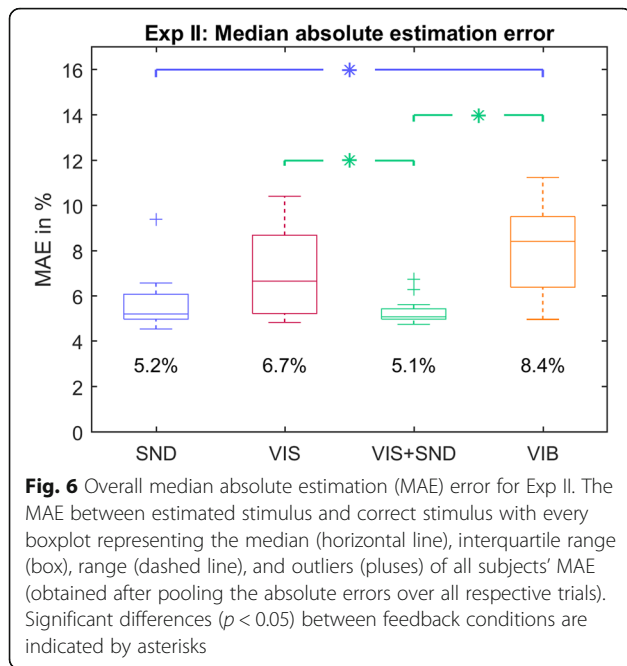 Exp II: Median absolute estimation error
16
14
12
10
8
6
4
2
0
MAE in %
5.2% 6.7% 5.1% 8.4%
SND VIS VIS+SND VIB
Fig. 6 Overall median absolute estimation (MAE) error for Exp II. The
MAE between estimated stimulus and correct stimulus with every
boxplot representing the median (horizontal line), interquartile range
(box), range (dashed line), and outliers (pluses) of all subjects' MAE
(obtained after pooling the absolute errors over all respective trials).
Significant differences (p < 0.05) between feedback conditions are
indicated by asterisks